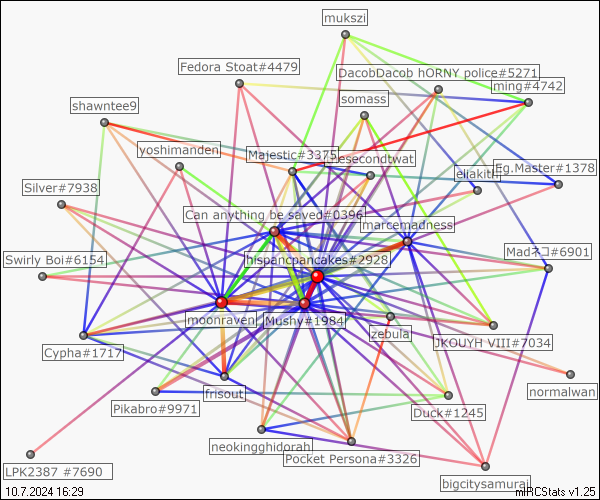 mukszi
Fedora Stoat#4479
DacobDacob hORNY police#5271
ming#4742
somass
shawntee9
yoshimanden
Majestic#3375
esecondtwat
eliakith
Eg.Master#1378
Silver#7938
Can anything be saved#0396
marcemadness
Swirly Boi#6154
hispancpancakes#2928
Madネコ#6901
moonraven
Mushy#1984
zebula
JKOUYH VIII#7034
Cypha#1717
frisout
normalwan
Pikabro#9971
Duck#1245
neokingghidorah
Pocket Persona#3326
LPK2387 #7690
bigcitysamurai
10.7.2024 16:29
mIRCStats v1.25